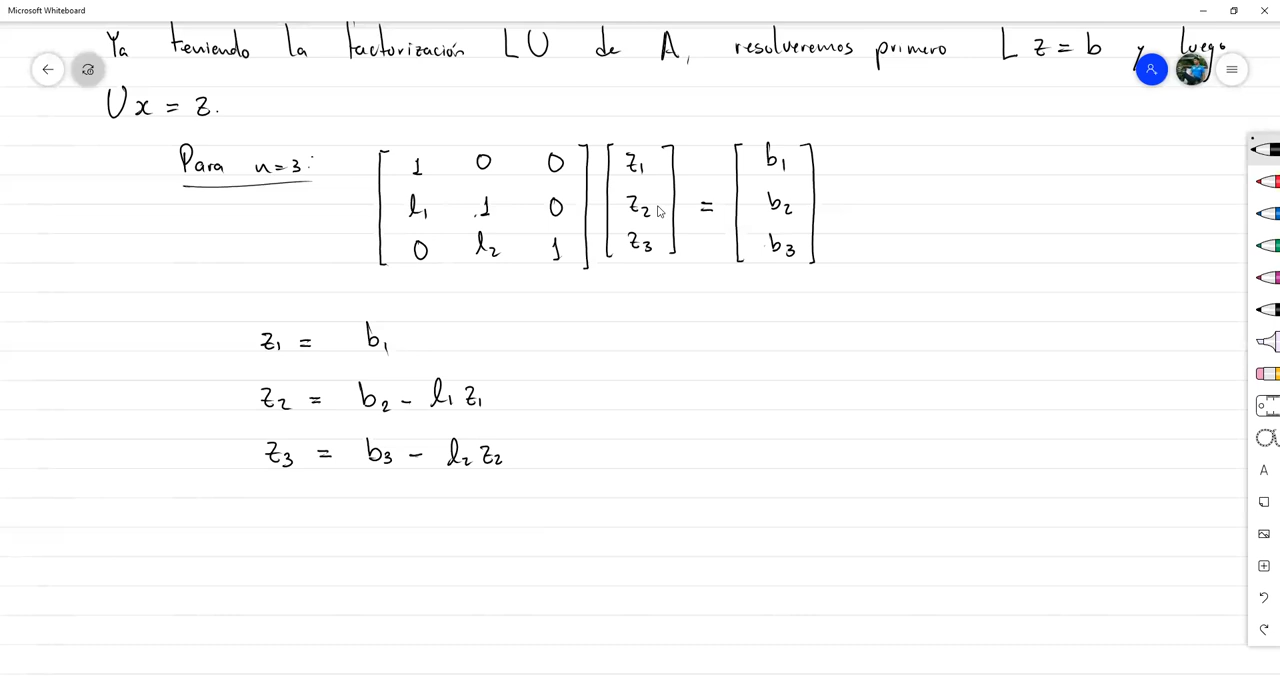 Microsoft Whiteboard
Ya teniendo la factorización LU de A, resolveremos primero L z = b y luego
U x = z.
Para n=3:
[ 1 0 0 ] [ z₁ ] = [ b₁ ]
[ l₁ 1 0 ] [ z₂ ] = [ b₂ ]
[ 0 l₂ 1 ] [ z₃ ] = [ b₃ ]
z₁ = b₁
z₂ = b₂ - l₁ z₁
z₃ = b₃ - l₂ z₂